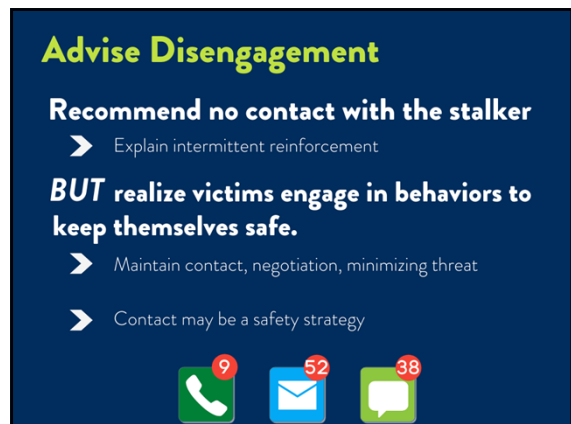 Advise Disengagement
Recommend no contact with the stalker
Explain intermittent reinforcement
BUT realize victims engage in behaviors to
keep themselves safe.
Maintain contact, negotiation, minimizing threat
Contact may be a safety strategy
9 52 38